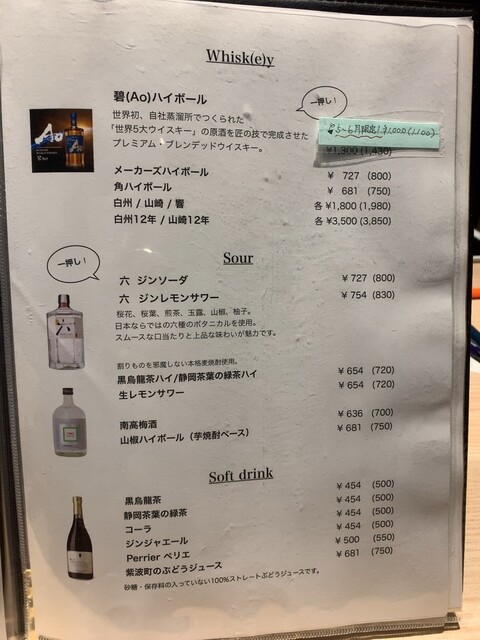 Whisk(e)y
碧(Ao)ハイボール
一押し!
世界初、自社蒸溜所でつくられた
「世界5大ウイスキー」の原酒を匠の技で完成させた
プレミアム・ブレンデッドウイスキー。
5~6月限定!¥1,000(1,100)
¥1,300 (1,430)
Ao
メーカーズハイボール ¥ 727 (800)
角ハイボール ¥ 681 (750)
白州 / 山崎 / 響 各 ¥1,800 (1,980)
白州12年 / 山崎12年 各 ¥3,500 (3,850)
Sour
一押し!
六 ジンソーダ ¥ 727 (800)
六 ジンレモンサワー ¥ 754 (830)
桜花、桜葉、煎茶、玉露、山椒、柚子。
日本ならではの六種のボタニカルを使用。
スムースな口当たりと上品な味わいが魅力です。
六
割りものを邪魔しない本格麦焼酎使用。
黒烏龍茶ハイ/静岡茶葉の緑茶ハイ ¥ 654 (720)
生レモンサワー ¥ 654 (720)
南高梅酒 ¥ 636 (700)
山椒ハイボール（芋焼酎ベース） ¥ 681 (750)
Soft drink
黒烏龍茶 ¥ 454 (500)
静岡茶葉の緑茶 ¥ 454 (500)
コーラ ¥ 454 (500)
ジンジャエール ¥ 454 (500)
Perrier ペリエ ¥ 500 (550)
紫波町のぶどうジュース ¥ 681 (750)
砂糖・保存料の入っていない100%ストレートぶどうジュースです。